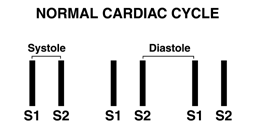 NORMAL CARDIAC CYCLE
Systole Diastole
S1 S2 S1 S2 S1 S2